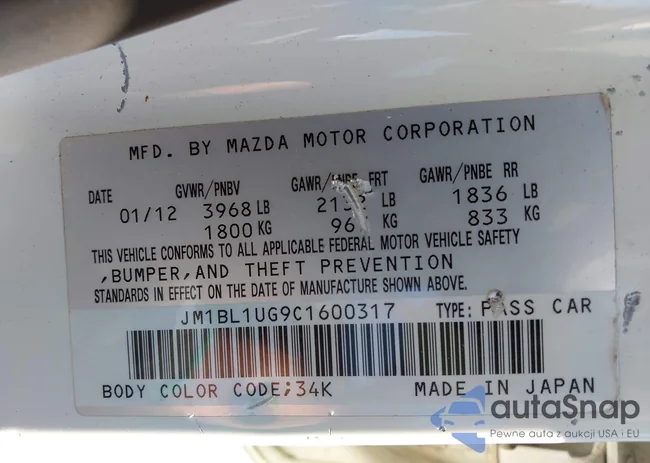 MFD. BY MAZDA MOTOR CORPORATION
DATE GVWR/PNBV GAWR/PNBE FRT GAWR/PNBE RR
01/12 3968 LB LB 1836 LB
1800 KG KG 833 KG
THIS VEHICLE CONFORMS TO ALL APPLICABLE FEDERAL MOTOR VEHICLE SAFETY
,BUMPER,AND THEFT PREVENTION
STANDARDS IN EFFECT ON THE DATE OF MANUFACTURE SHOWN ABOVE.
JM1BL1UG9C1600317 TYPE: PASS CAR
BODY COLOR CODE;34K MADE IN JAPAN
autaSnap
Pewne auta z aukcji USA i EU